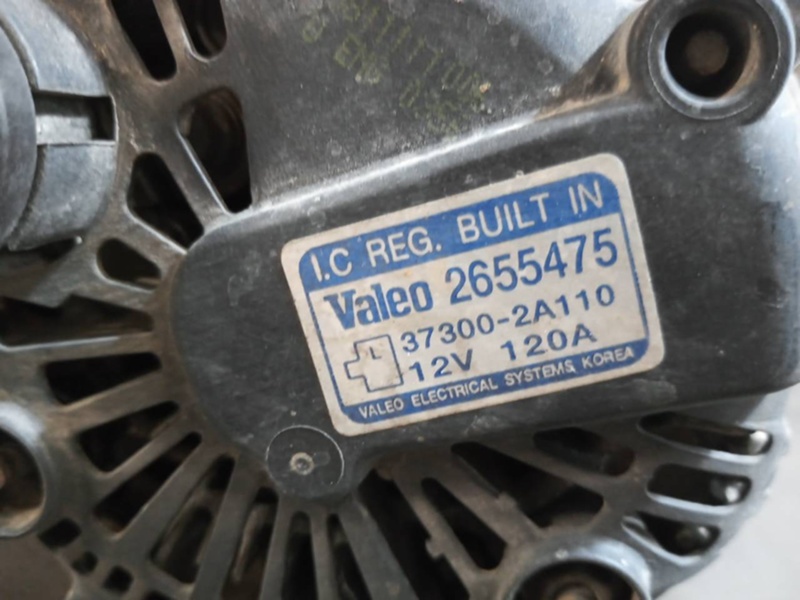 I.C REG. BUILT IN
Valeo 2655475
37300-2A110
12V 120A
VALEO ELECTRICAL SYSTEMS KOREA